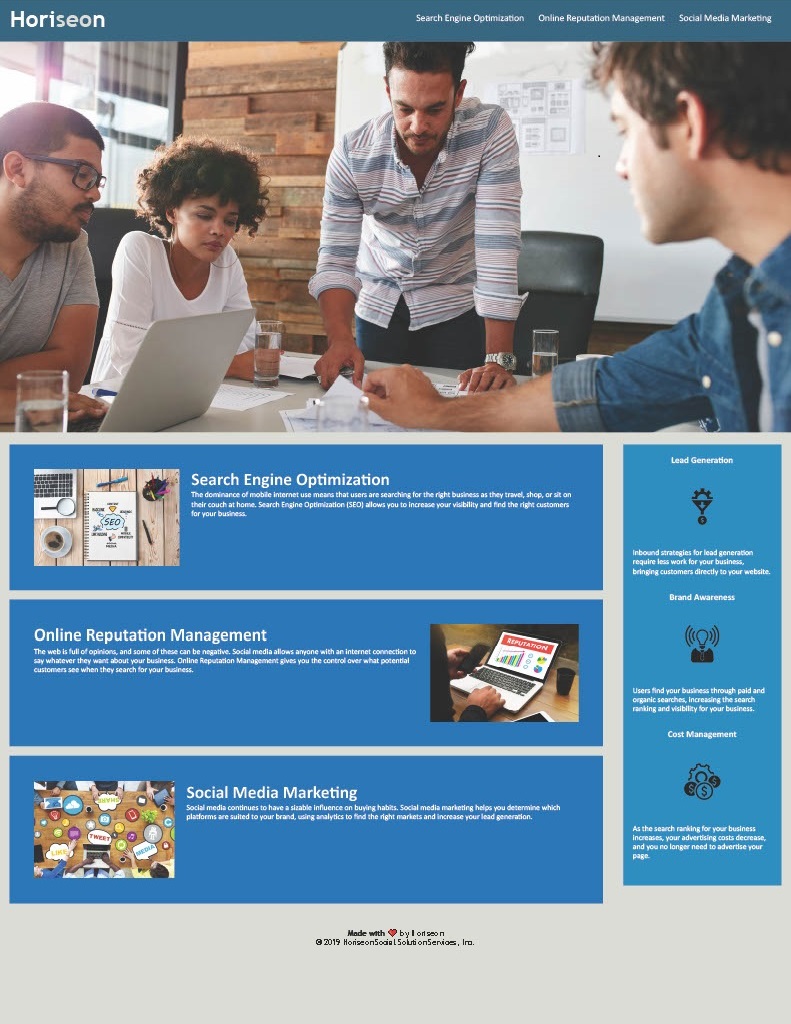 Horiseon
Search Engine Optimization
Online Reputation Management
Social Media Marketing
SEO
Search Engine Optimization
The dominance of mobile internet use means that users are searching for the right business as they travel, shop, or sit on
their couch at home. Search Engine Optimization (SEO) allows you to increase your visibility and find the right customers
for your business.
Online Reputation Management
The web is full of opinions, and some of these can be negative. Social media allows anyone with an internet connection to
say whatever they want about your business. Online Reputation Management gives you the control over what potential
customers see when they search for your business.
REPUTATION
SHARE
TWEET
LIKE
MEDIA
Social Media Marketing
Social media continues to have a sizable influence on buying habits. Social media marketing helps you determine which
platforms are suited to your brand, using analytics to find the right markets and increase your lead generation.
Lead Generation
Inbound strategies for lead generation
require less work for your business,
bringing customers directly to your website.
Brand Awareness
Users find your business through paid and
organic searches, increasing the search
ranking and visibility for your business.
Cost Management
As the search ranking for your business
increases, your advertising costs decrease,
and you no longer need to advertise your
page.
Made with ❤ by Horiseon
© 2019 Horiseon Social Solution Services, Inc.